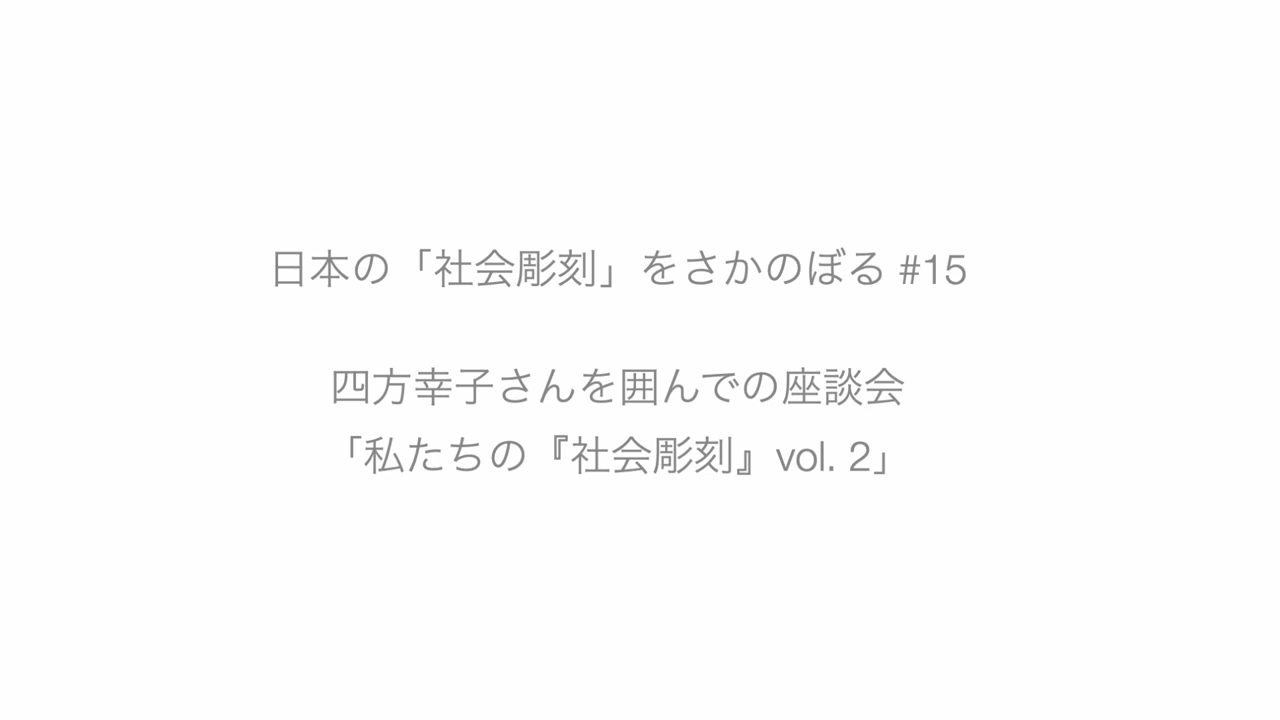 日本の「社会彫刻」をさかのぼる #15
四方幸子さんを囲んでの座談会
「私たちの『社会彫刻』vol. 2」